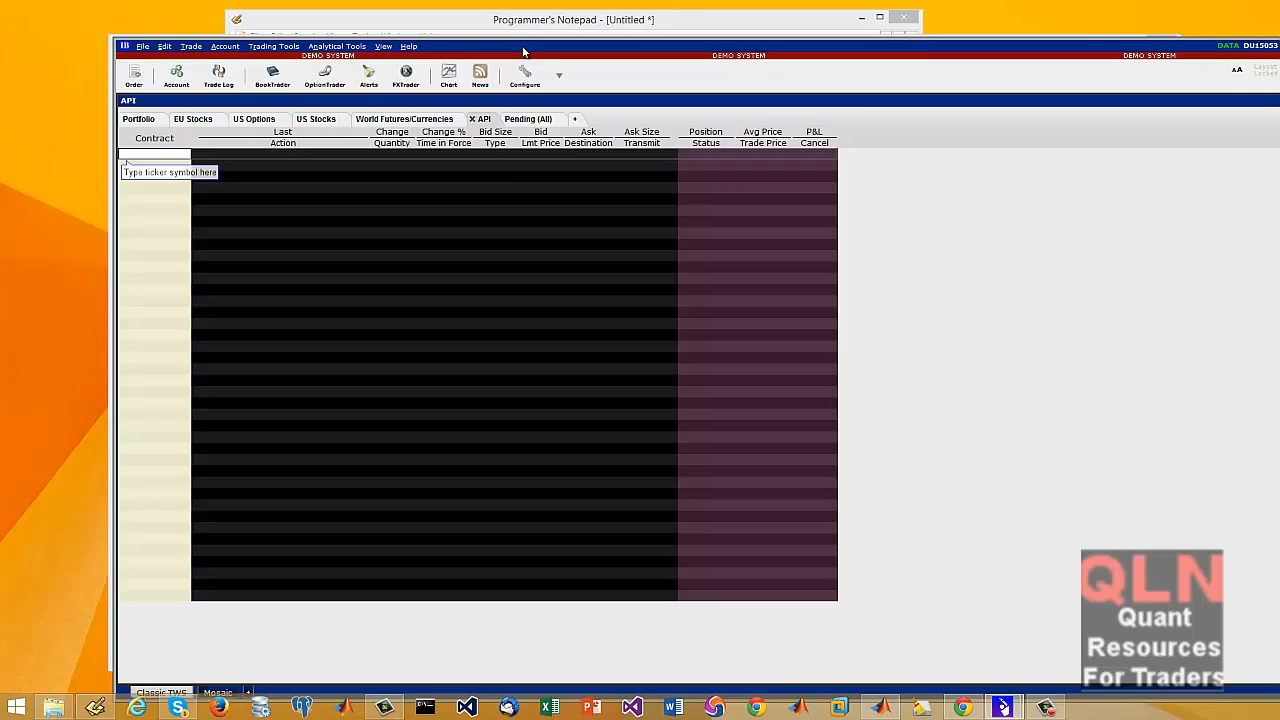 Programmer's Notepad - [Untitled *]
IB File Edit Trade Account Trading Tools Analytical Tools View Help DATA DU15053
DEMO SYSTEM DEMO SYSTEM DEMO SYSTEM
Order Account Trade Log BookTrader OptionTrader Alerts FXTrader Chart News Configure AA Layout Locked
API
Portfolio EU Stocks US Options US Stocks World Futures/Currencies X API Pending (All) +
Contract Last Change Change % Bid Size Bid Ask Ask Size Position Avg Price P&L
Action Quantity Time in Force Type Lmt Price Destination Transmit Status Trade Price Cancel
Type ticker symbol here
QLN
Quant
Resources
For Traders
Classic TWS Mosaic +